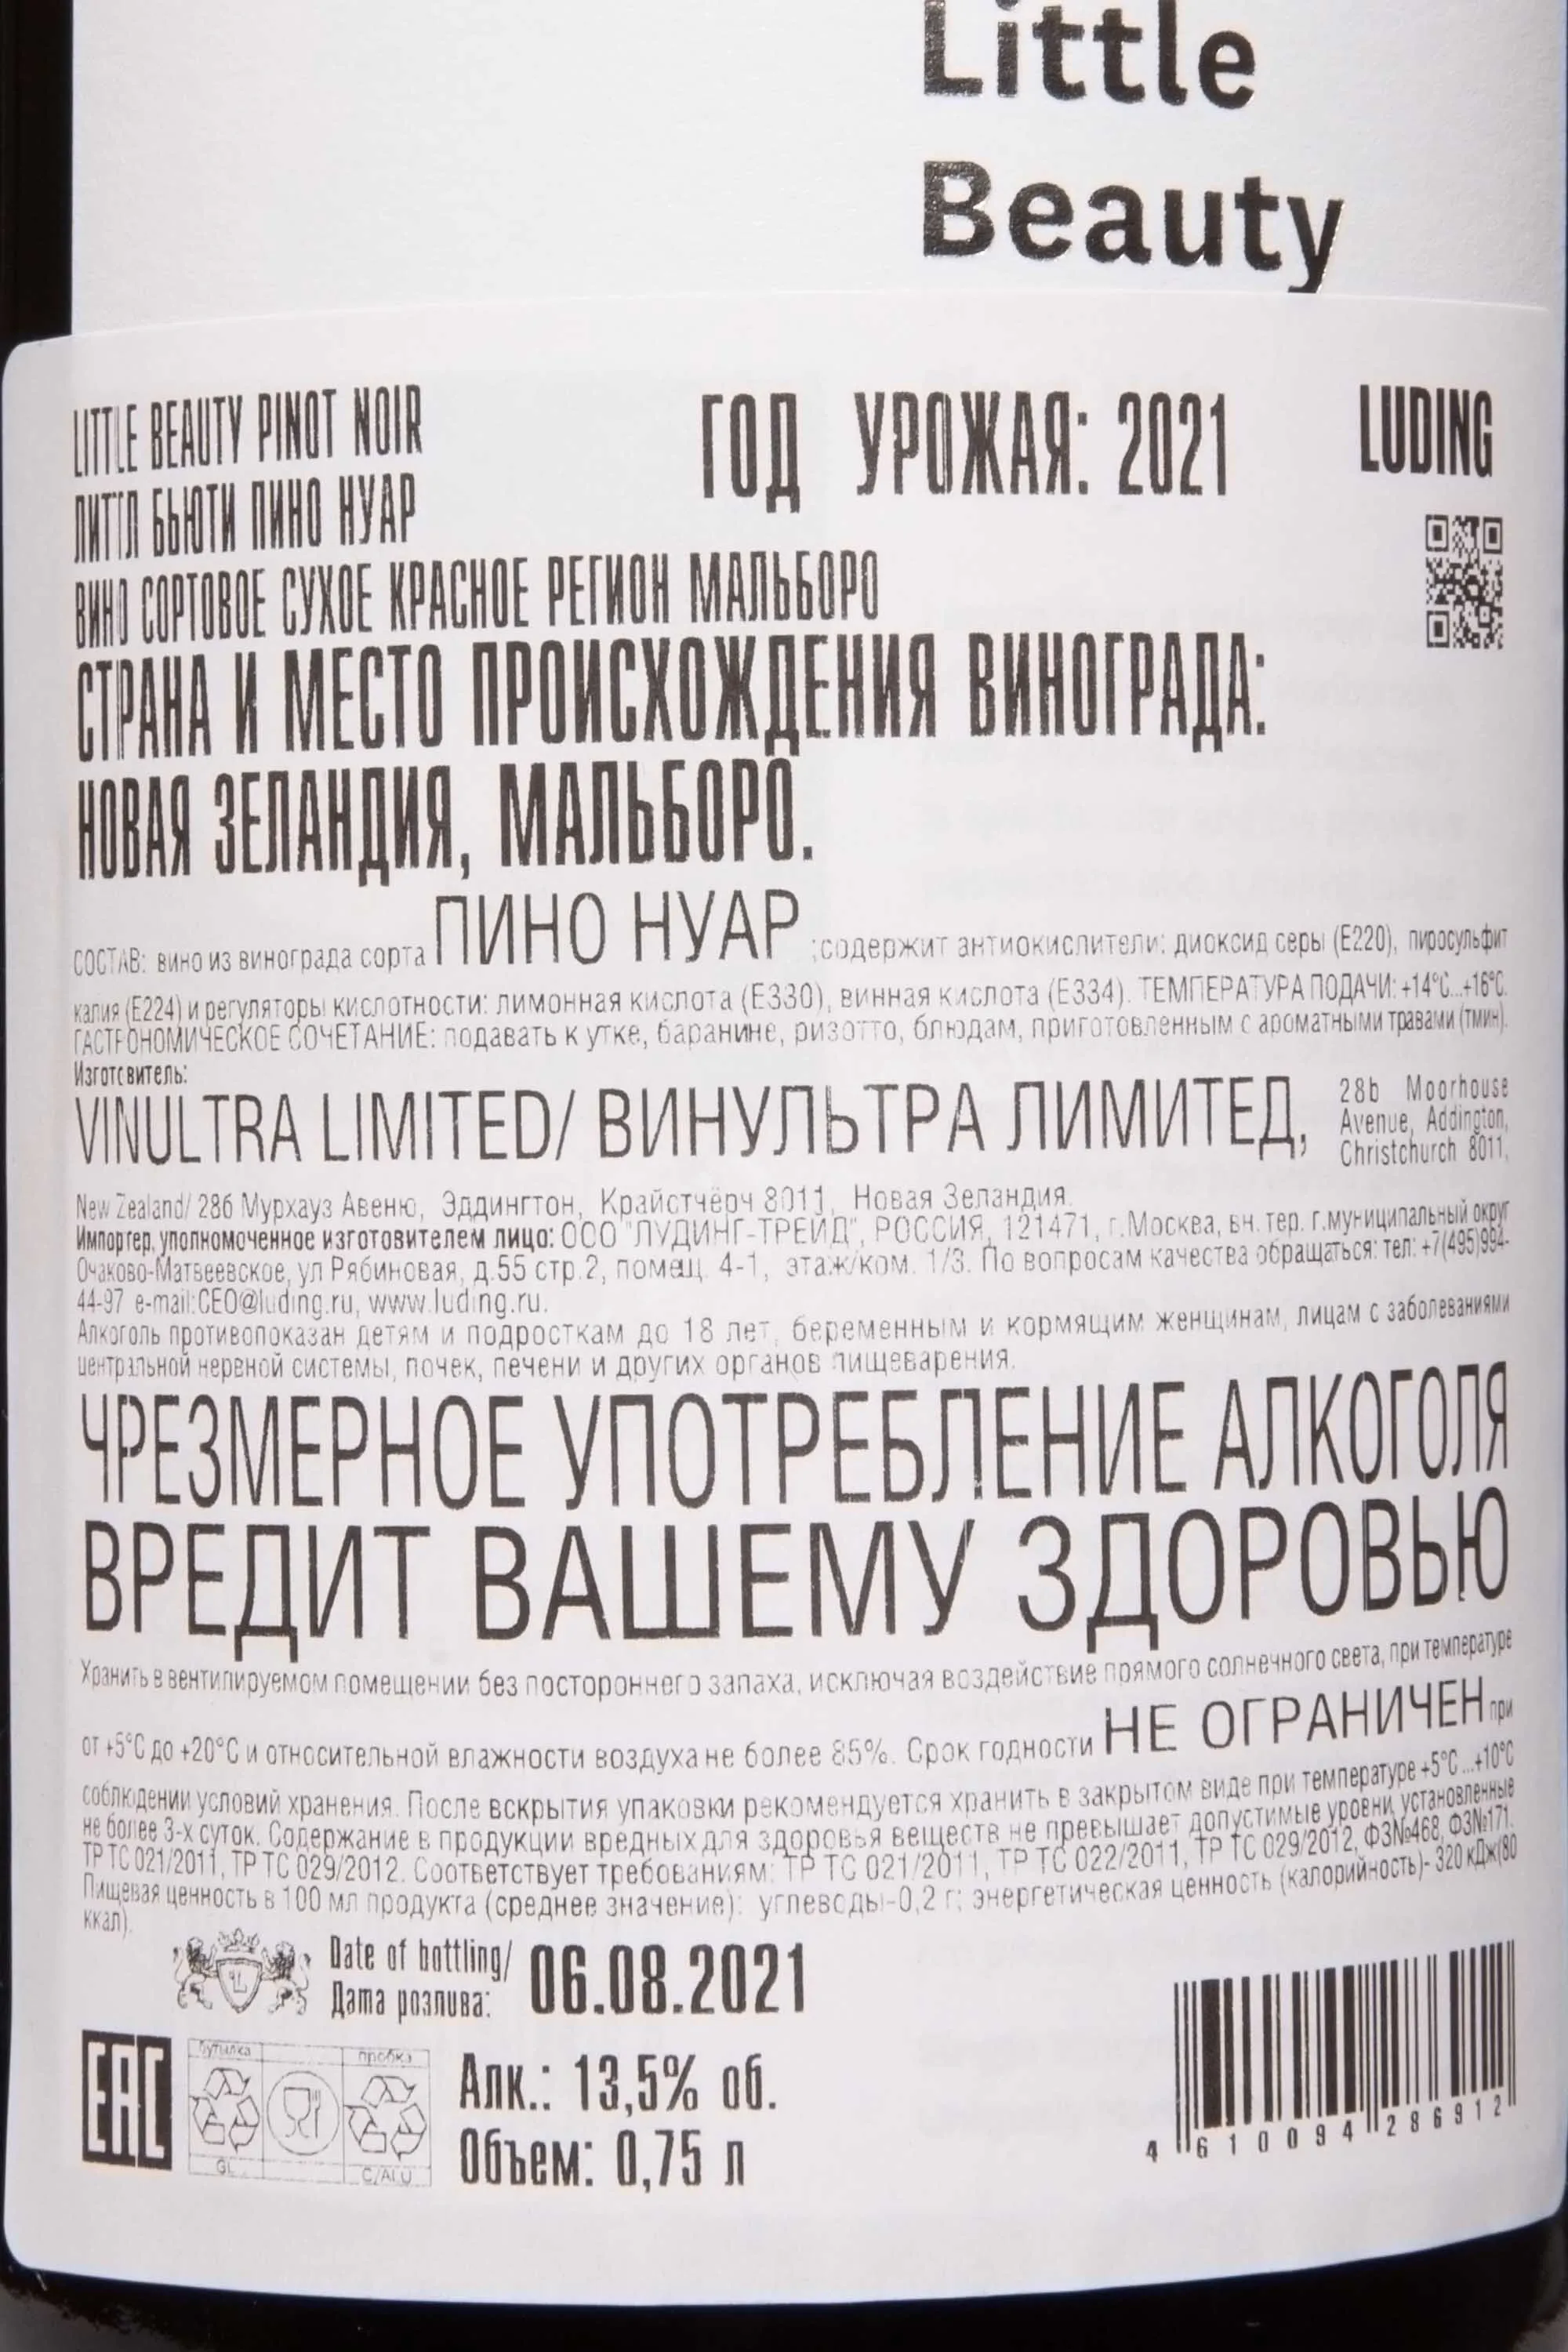 Little
Beauty
LITTLE BEAUTY PINOT NOIR
ЛИТТЛ БЬЮТИ ПИНО НУАР
ГОД УРОЖАЯ: 2021
LUDING
ВИНО СОРТОВОЕ СУХОЕ КРАСНОЕ РЕГИОН МАЛЬБОРО
СТРАНА И МЕСТО ПРОИСХОЖДЕНИЯ ВИНОГРАДА:
НОВАЯ ЗЕЛАНДИЯ, МАЛЬБОРО.
СОСТАВ: вино из винограда сорта ПИНО НУАР ;содержит антиокислители: диоксид серы (Е220), пиросульфит
калия (Е224) и регуляторы кислотности: лимонная кислота (Е330), винная кислота (Е334). ТЕМПЕРАТУРА ПОДАЧИ: +14°С...+16°С.
ГАСТРОНОМИЧЕСКОЕ СОЧЕТАНИЕ: подавать к утке, баранине, ризотто, блюдам, приготовленным с ароматными травами (тмин).
Изготовитель:
VINULTRA LIMITED/ ВИНУЛЬТРА ЛИМИТЕД,
28b Moorhouse
Avenue, Addington,
Christchurch 8011,
New Zealand/ 28б Мурхауз Авеню, Эддингтон, Крайстчёрч 8011, Новая Зеландия.
Импортер, уполномоченное изготовителем лицо: ООО "ЛУДИНГ-ТРЕЙД", РОССИЯ, 121471, г.Москва, вн. тер. г.муниципальный округ
Очаково-Матвеевское, ул Рябиновая, д.55 стр.2, помещ. 4-1, этаж/ком. 1/3. По вопросам качества обращаться: тел: +7(495)994-
44-97 e-mail:CEO@luding.ru, www.luding.ru.
Алкоголь противопоказан детям и подросткам до 18 лет, беременным и кормящим женщинам, лицам с заболеваниями
центральной нервной системы, почек, печени и других органов пищеварения.
ЧРЕЗМЕРНОЕ УПОТРЕБЛЕНИЕ АЛКОГОЛЯ
ВРЕДИТ ВАШЕМУ ЗДОРОВЬЮ
Хранить в вентилируемом помещении без постороннего запаха, исключая воздействие прямого солнечного света, при температуре
от +5°С до +20°С и относительной влажности воздуха не более 85%. Срок годности НЕ ОГРАНИЧЕН при
соблюдении условий хранения. После вскрытия упаковки рекомендуется хранить в закрытом виде при температуре +5°С...+10°С
не более 3-х суток. Содержание в продукции вредных для здоровья веществ не превышает допустимые уровни, установленные
ТР ТС 021/2011, ТР ТС 029/2012. Соответствует требованиям: ТР ТС 021/2011, ТР ТС 022/2011, ТР ТС 029/2012, ФЗ№468, ФЗ№171.
Пищевая ценность в 100 мл продукта (среднее значение): углеводы-0,2 г; энергетическая ценность (калорийность)- 320 кДж(80
ккал).
Date of bottling/
Дата розлива:
06.08.2021
EAC
бутылка
пробка
GL
C/ALU
Алк.: 13,5% об.
Объем: 0,75 л
4 610094 286912